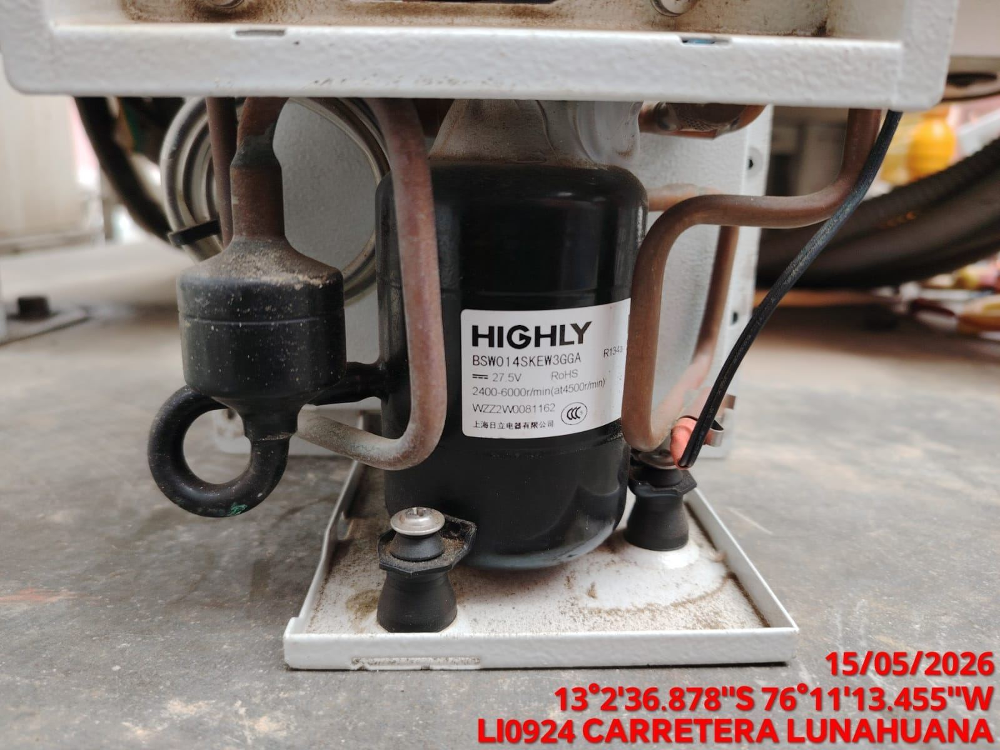 HIGHLY
BSW014SKEW3GGA R134a
27.5V RoHS
2400-6000r/min(at4500r/min)
WZZ2W0081162 CCC S
上海日立电器有限公司
15/05/2026
13°2'36.878"S 76°11'13.455"W
LI0924 CARRETERA LUNAHUANA